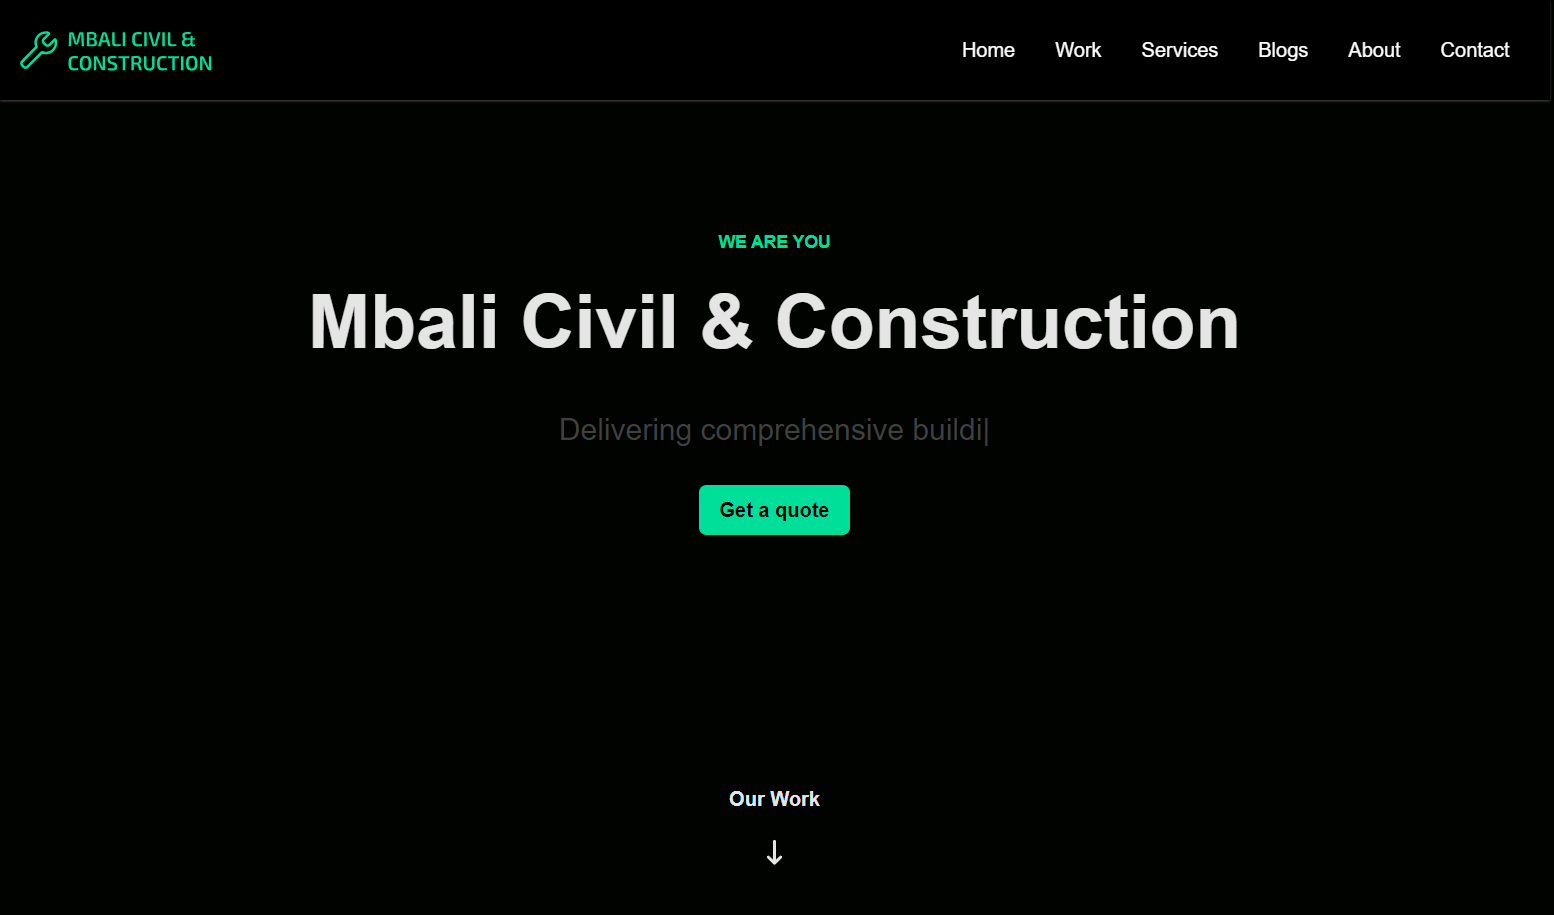 MBALI CIVIL &
CONSTRUCTION
Home Work Services Blogs About Contact
WE ARE YOU
Mbali Civil & Construction
Delivering comprehensive buildi|
Get a quote
Our Work